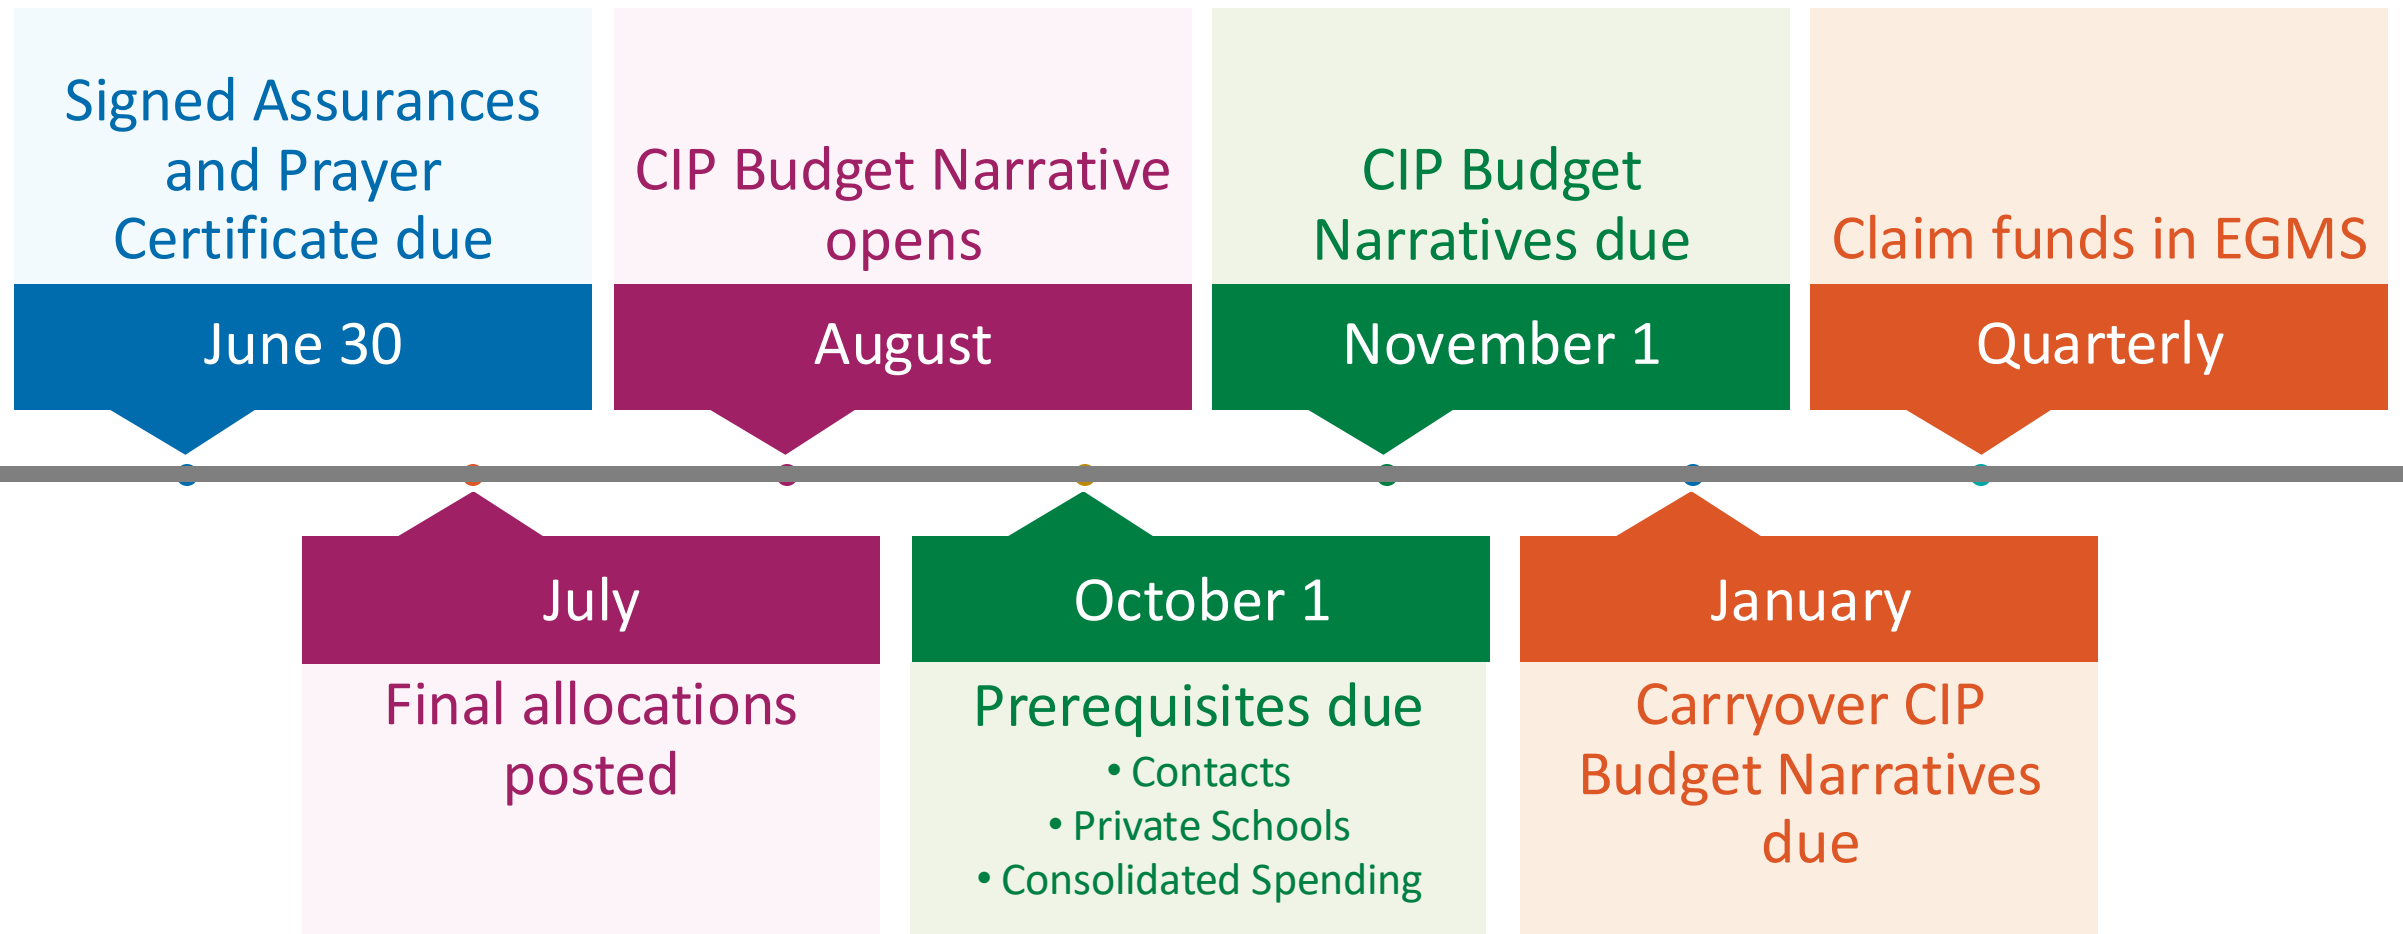 Signed Assurances
and Prayer
Certificate due
June 30
July
Final allocations
posted
CIP Budget Narrative
opens
August
October 1
Prerequisites due
• Contacts
• Private Schools
• Consolidated Spending
CIP Budget
Narratives due
November 1
January
Carryover CIP
Budget Narratives
due
Claim funds in EGMS
Quarterly